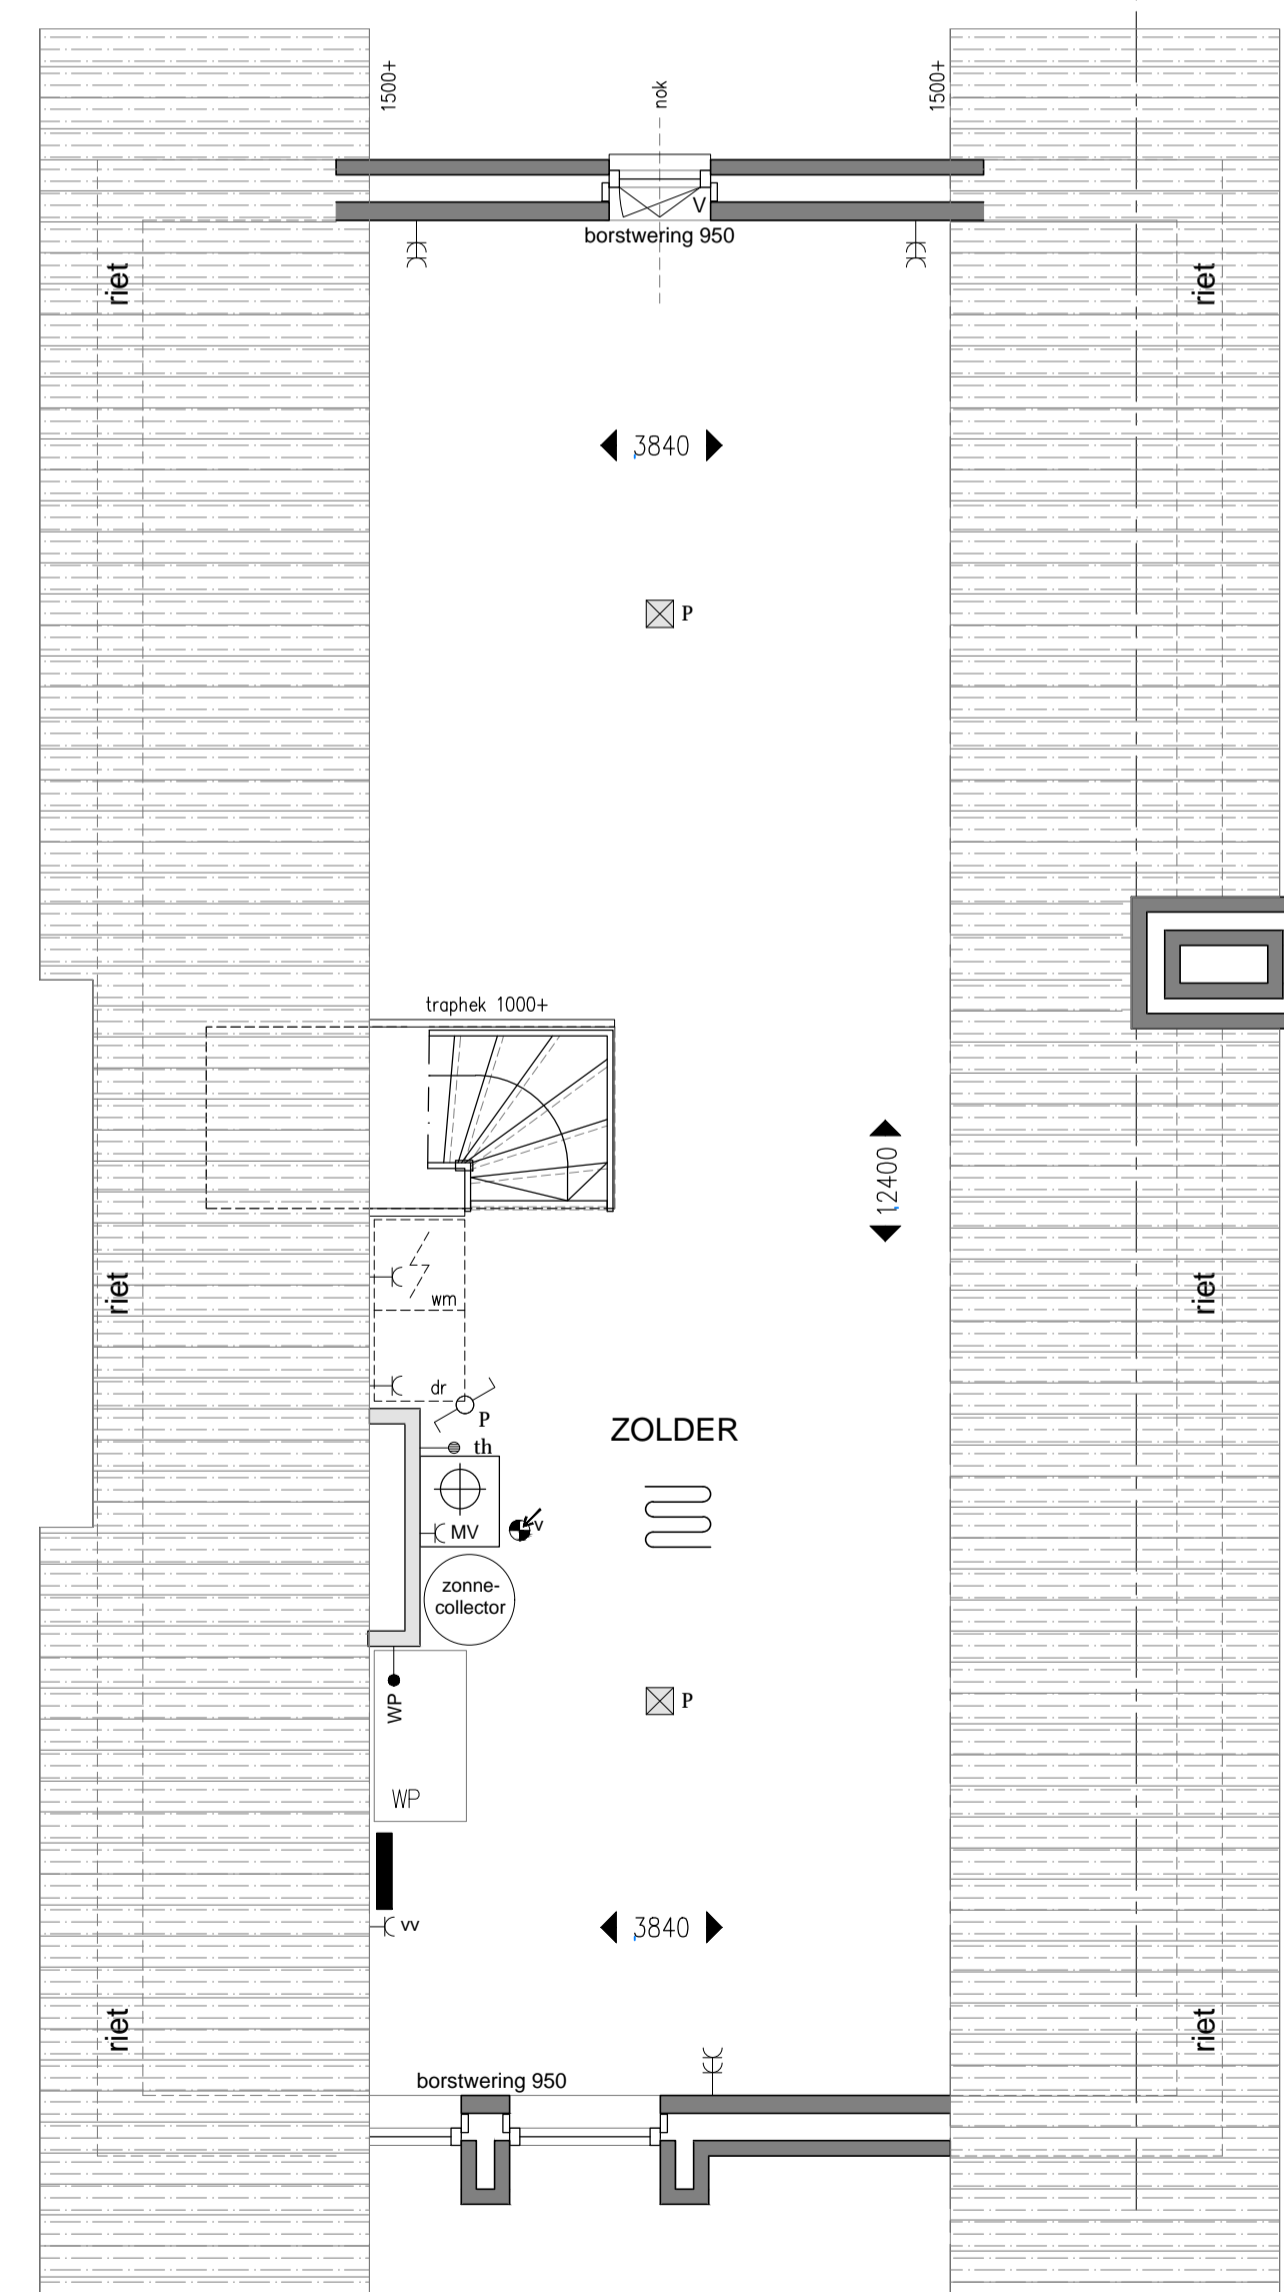 1500+
nok
1500+
V
borstwering 950
riet
riet
3840
P
traphek 1000+
12400
wm
riet
riet
dr
P
th
ZOLDER
MV
v
zonne-
collector
WP
P
WP
vv
3840
riet
riet
borstwering 950